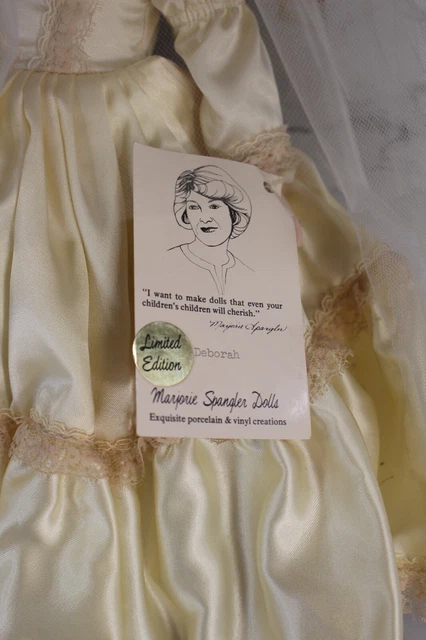 "I want to make dolls that even your
children's children will cherish."
Marjorie Spangler
Limited
Edition
Deborah
Marjorie Spangler Dolls
Exquisite porcelain & vinyl creations